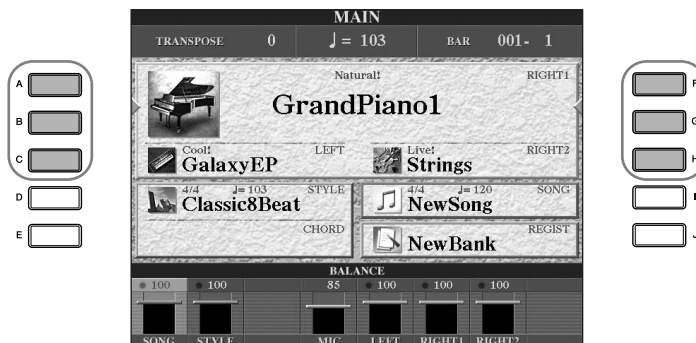 MAIN
TRANSPOSE 0 ♩= 103 BAR 001- 1
A
B
C
D
E
Natural! RIGHT1
GrandPiano1
Cool! LEFT
GalaxyEP
Live! RIGHT2
Strings
4/4 ♩= 103 STYLE
Classic8Beat
CHORD
4/4 ♩= 120 SONG
NewSong
REGIST
NewBank
BALANCE
100 100 85 100 100 100
SONG STYLE MIC LEFT RIGHT1 RIGHT2